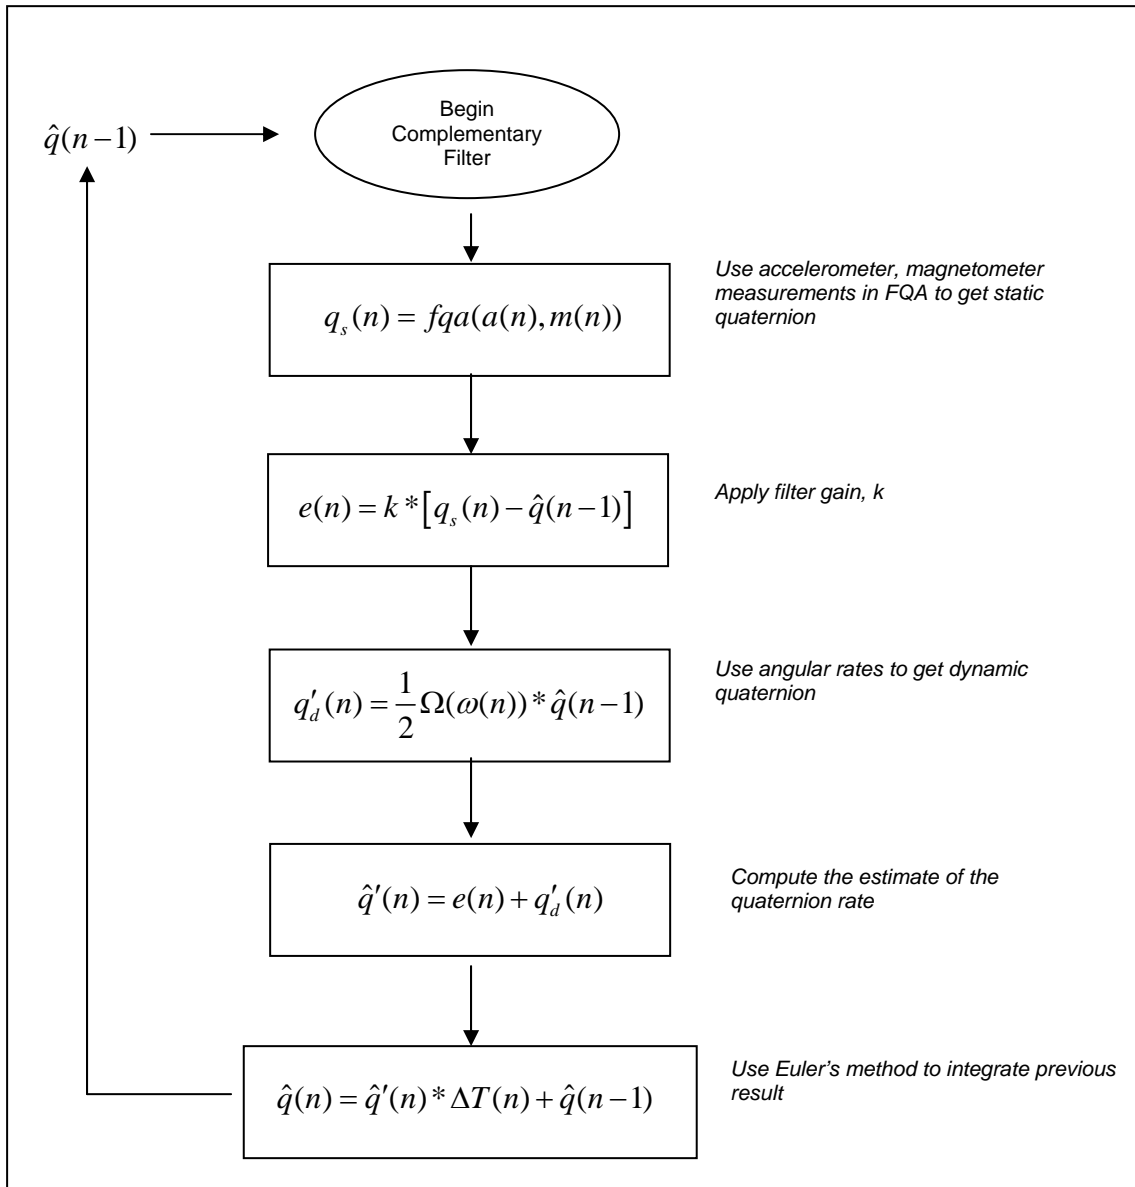 q̂(n−1)
Begin
Complementary
Filter
q_s(n) = fqa(a(n), m(n))
Use accelerometer, magnetometer
measurements in FQA to get static
quaternion
e(n) = k * [q_s(n) − q̂(n−1)]
Apply filter gain, k
q′_d(n) = 1/2 Ω(ω(n)) * q̂(n−1)
Use angular rates to get dynamic
quaternion
q̂′(n) = e(n) + q′_d(n)
Compute the estimate of the
quaternion rate
q̂(n) = q̂′(n) * ΔT(n) + q̂(n−1)
Use Euler’s method to integrate previous
result